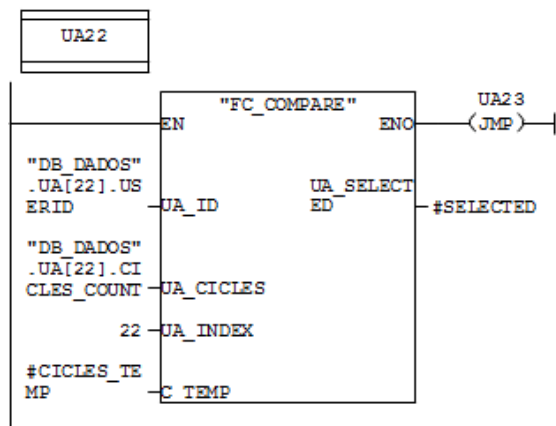 UA22
"FC_COMPARE"
UA23
EN
ENO
(JMP)
"DB_DADOS"
.UA[22].US
ERID
UA_ID
UA_SELECT
ED
#SELECTED
"DB_DADOS"
.UA[22].CI
CLES_COUNT
UA_CICLES
22
UA_INDEX
#CICLES_TE
MP
C_TEMP